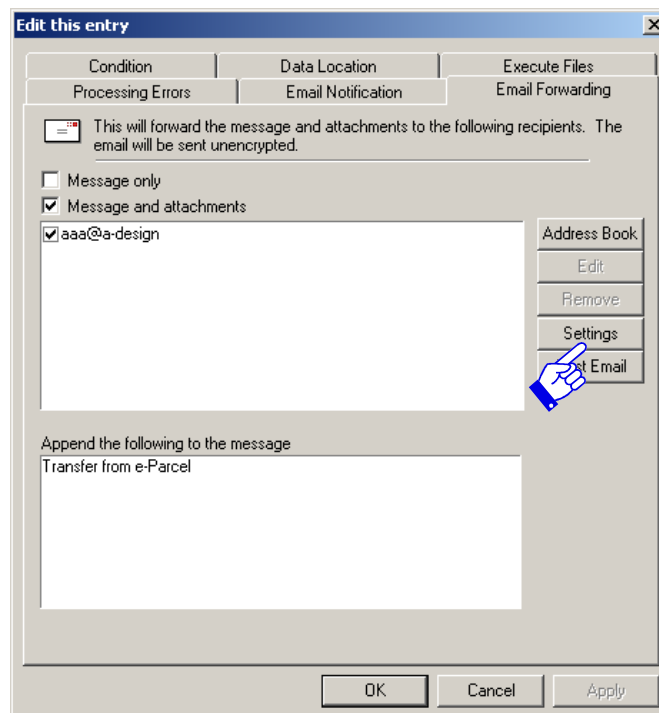 Edit this entry
Condition
Data Location
Execute Files
Processing Errors
Email Notification
Email Forwarding
This will forward the message and attachments to the following recipients. The
email will be sent unencrypted.
Message only
Message and attachments
aaa@a-design
Address Book
Edit
Remove
Settings
Email
Append the following to the message
Transfer from e-Parcel
OK
Cancel
Apply